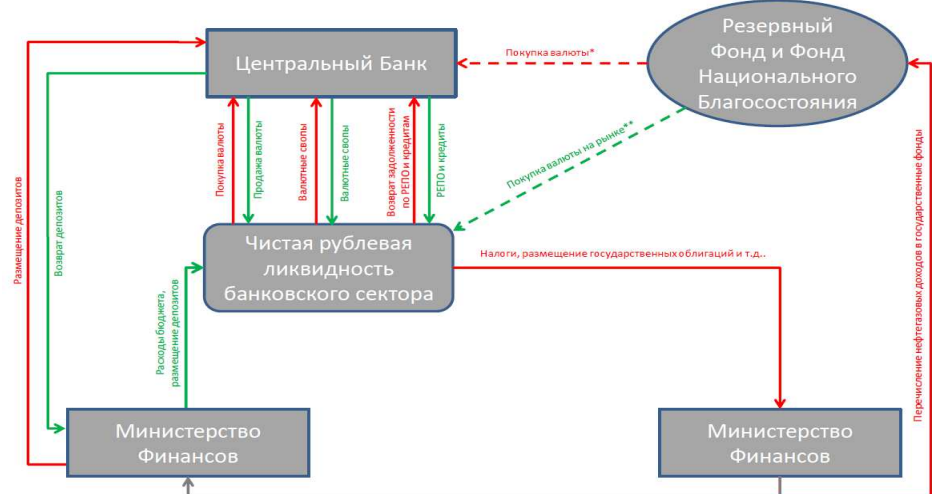 Резервный
Фонд и Фонд
Национального
Благосостояния
Центральный Банк
Покупка валюты*
Покупка валюты на рынке**
Покупка валюты
Продажа валюты
Валютные свопы
Валютные свопы
Возврат задолженности
по РЕПО и кредитам
РЕПО и кредиты
Размещение депозитов
Возврат депозитов
Чистая рублевая
ликвидность
банковского сектора
Налоги, размещение государственных облигаций и т.д..
Перечисление нефтегазовых доходов в государственные фонды
Расходы бюджета,
размещение депозитов
Министерство
Финансов
Министерство
Финансов